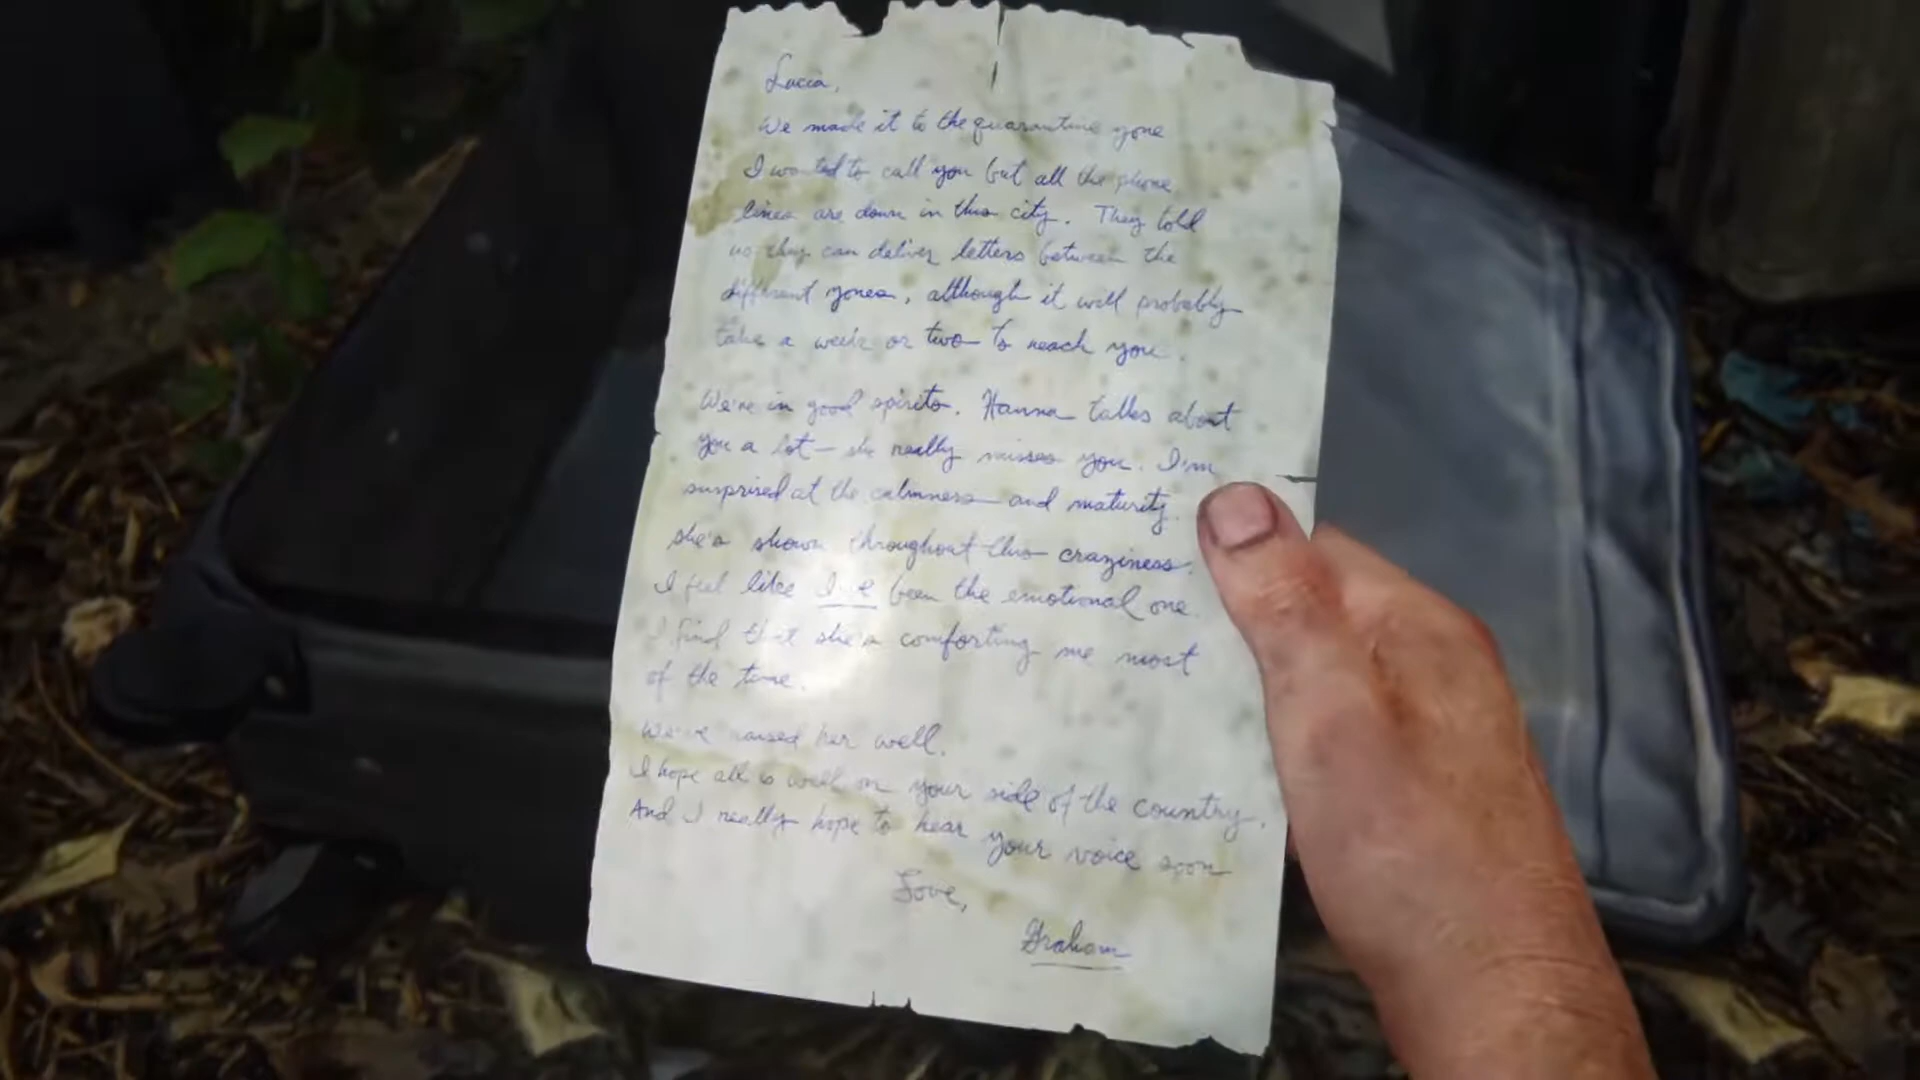 Lucia,
We made it to the quarantine zone
I wanted to call you but all the phone
lines are down in this city. They told
us they can deliver letters between the
different zones, although it will probably
take a week or two to reach you.
We're in good spirits. Hanna talks about
you a lot – she really misses you. I'm
surprised at the calmness and maturity
she's shown throughout this craziness.
I feel like I've been the emotional one.
I find that she's comforting me most
of the time.
We've raised her well.
I hope all is well on your side of the country.
And I really hope to hear your voice soon
Love,
Graham